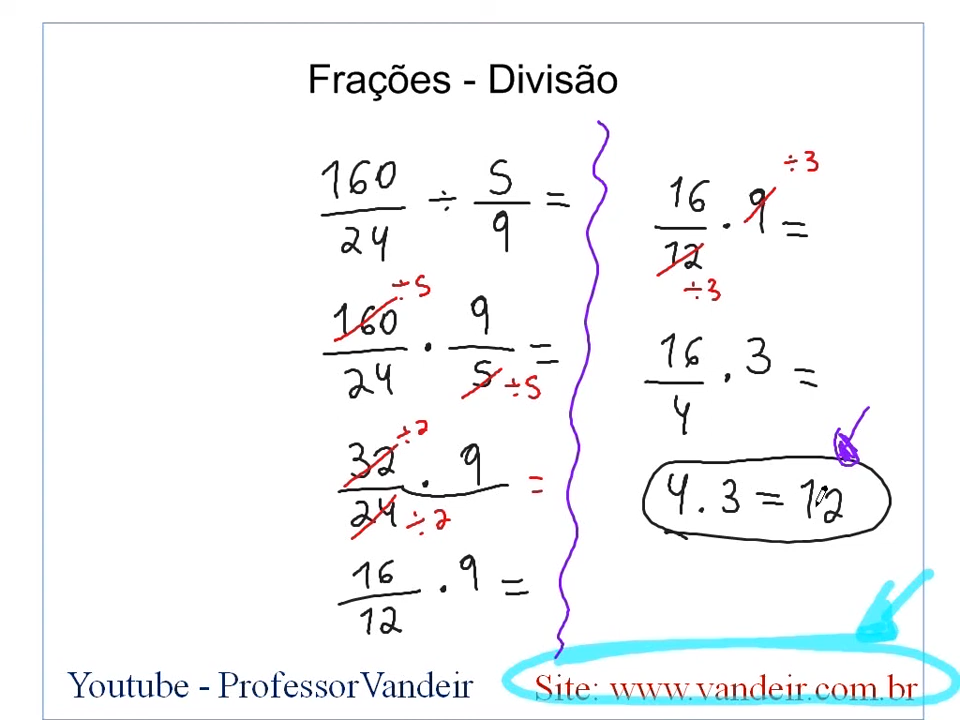 Frações - Divisão
160/24 ÷ 5/9 =
160/24 ÷5 · 9/5 ÷5 =
32/24 ÷2 ÷2 · 9 =
16/12 · 9 =
16/12 ÷3 · 9 ÷3 =
16/4 · 3 =
4 . 3 = 12
Youtube - ProfessorVandeir
Site: www.vandeir.com.br